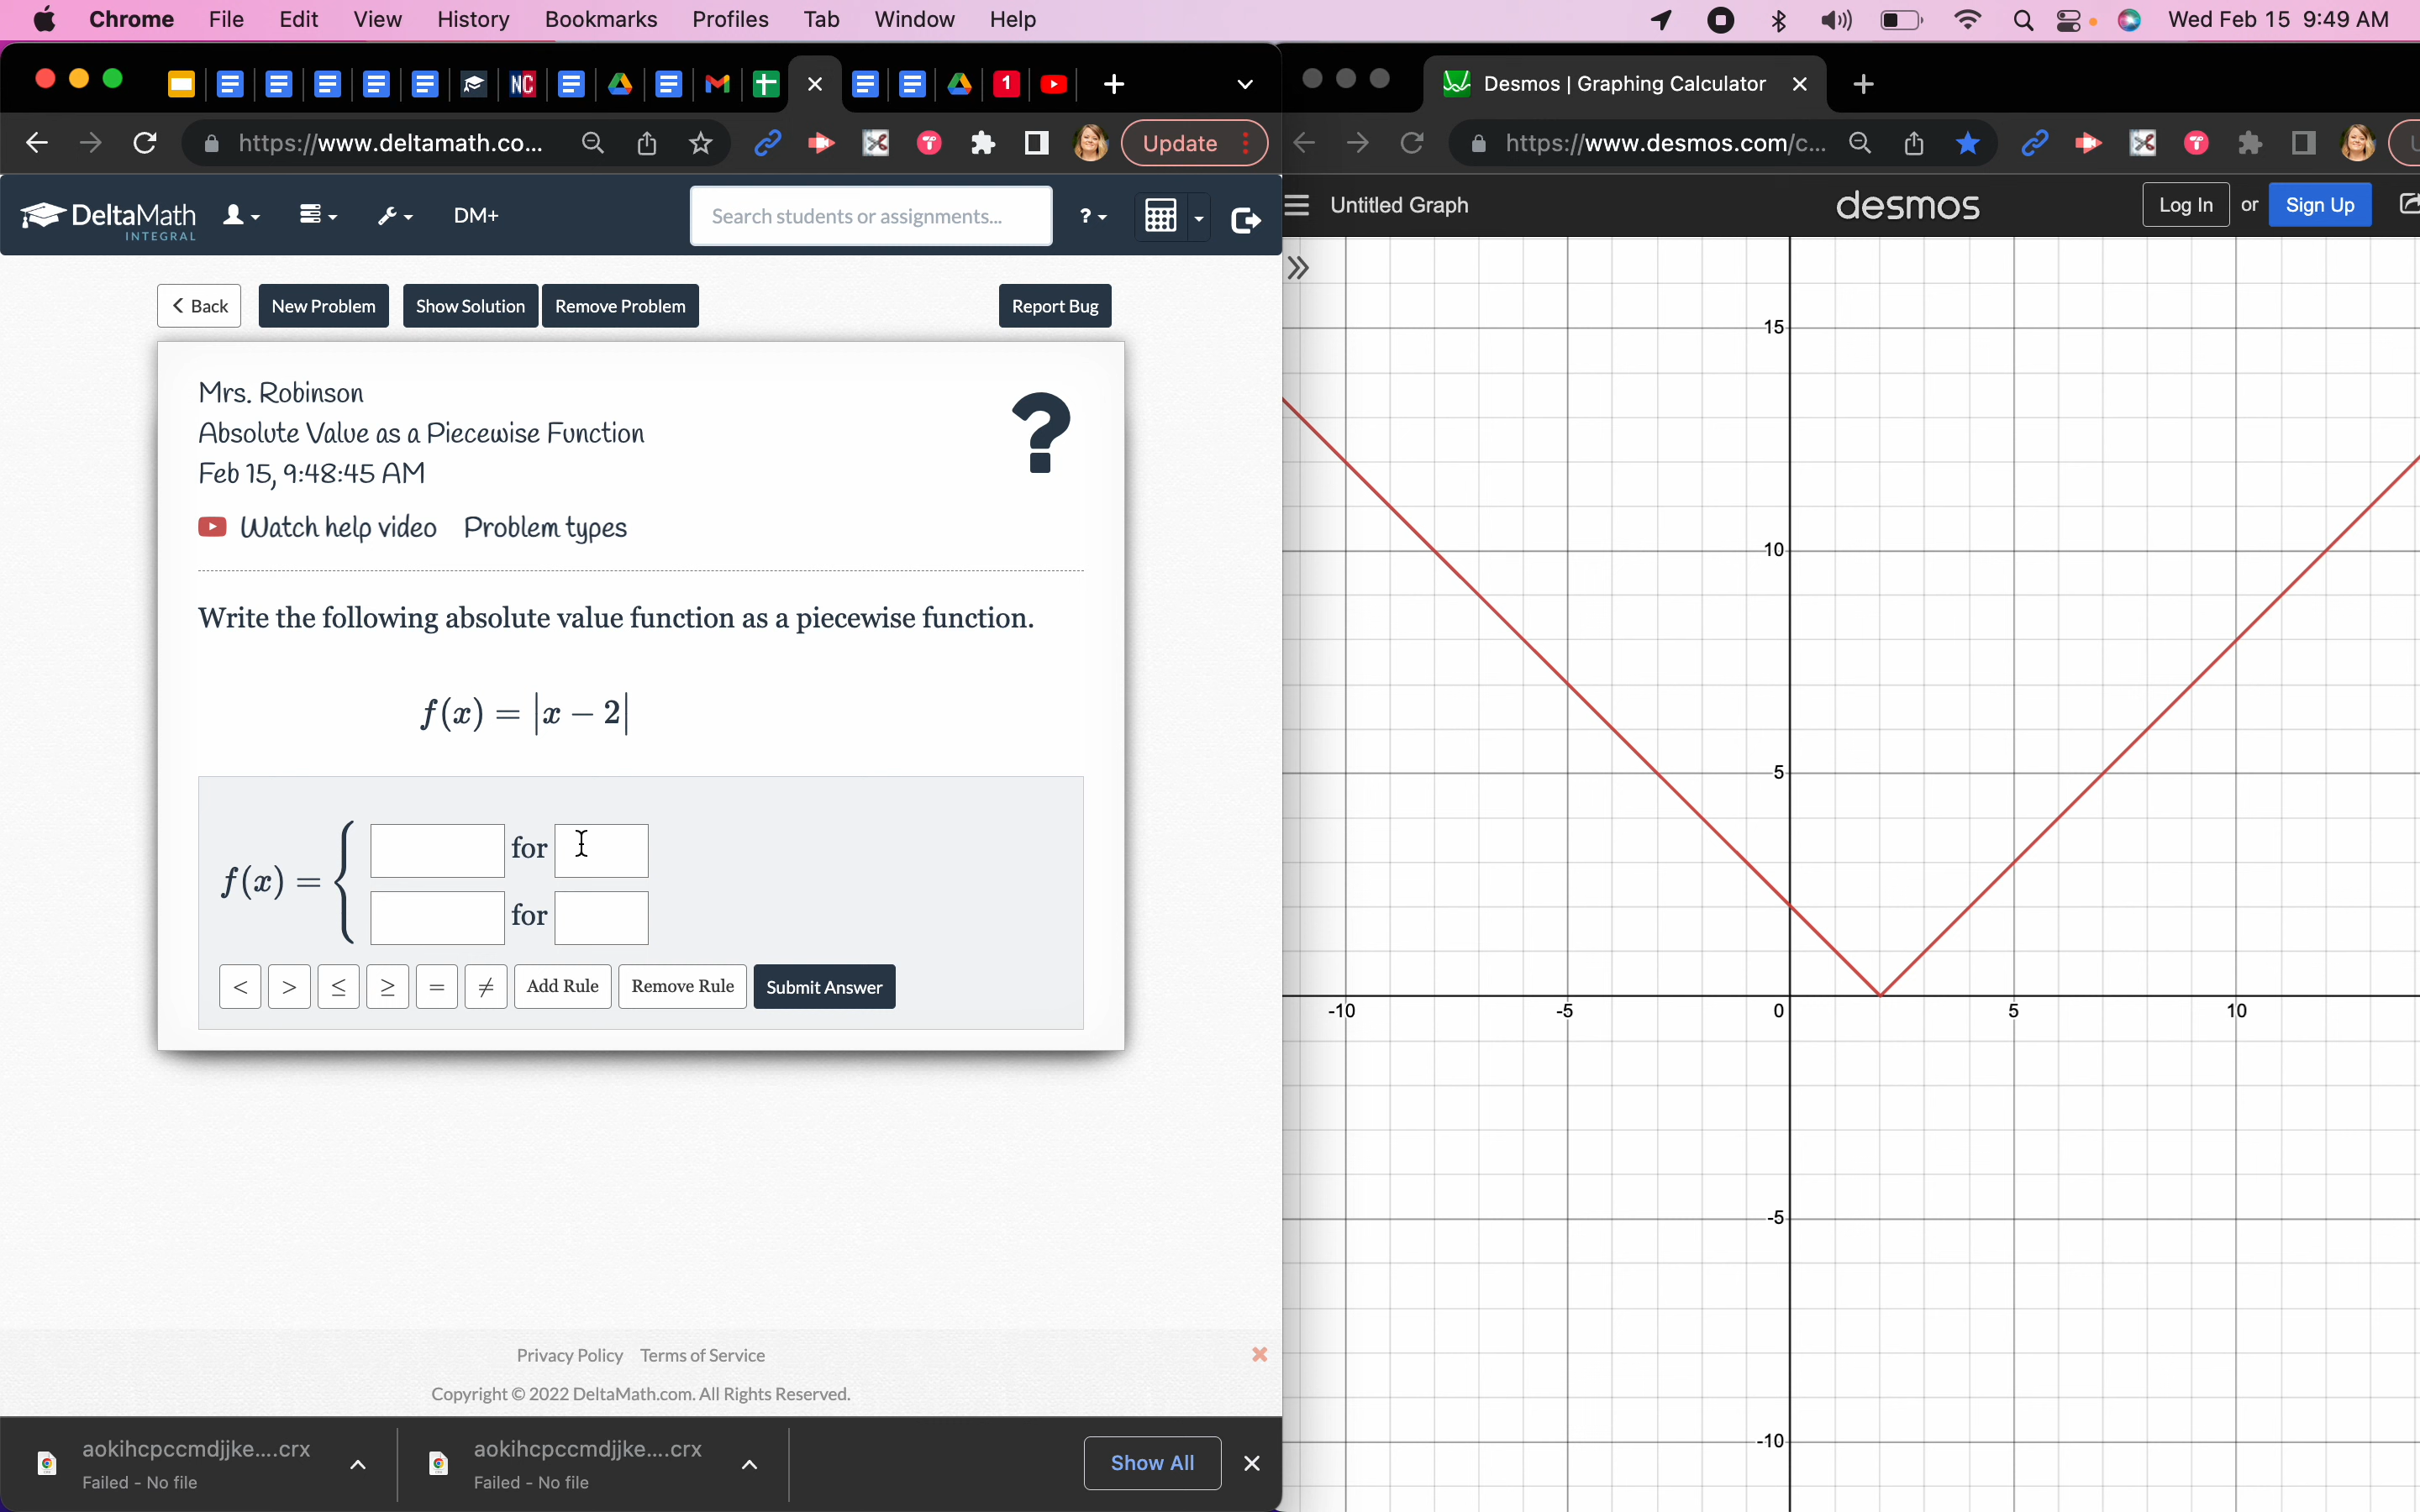 Chrome File Edit View History Bookmarks Profiles Tab Window Help Wed Feb 15 9:49 AM
NC 1 Desmos | Graphing Calculator
https://www.deltamath.co... Update https://www.desmos.com/c...
DeltaMath INTEGRAL DM+ Search students or assignments... ? Untitled Graph desmos Log In or Sign Up
Back New Problem Show Solution Remove Problem Report Bug
Mrs. Robinson
Absolute Value as a Piecewise Function
Feb 15, 9:48:45 AM
?
Watch help video Problem types
Write the following absolute value function as a piecewise function.
f(x) = |x − 2|
f(x) = {
for
for
< > ≤ ≥ = ≠ Add Rule Remove Rule Submit Answer
Privacy Policy Terms of Service
Copyright © 2022 DeltaMath.com. All Rights Reserved.
aokihcpccmdjjke....crx
Failed - No file
aokihcpccmdjjke....crx
Failed - No file
Show All
15
10
5
-10 -5 0 5 10
-5
-10